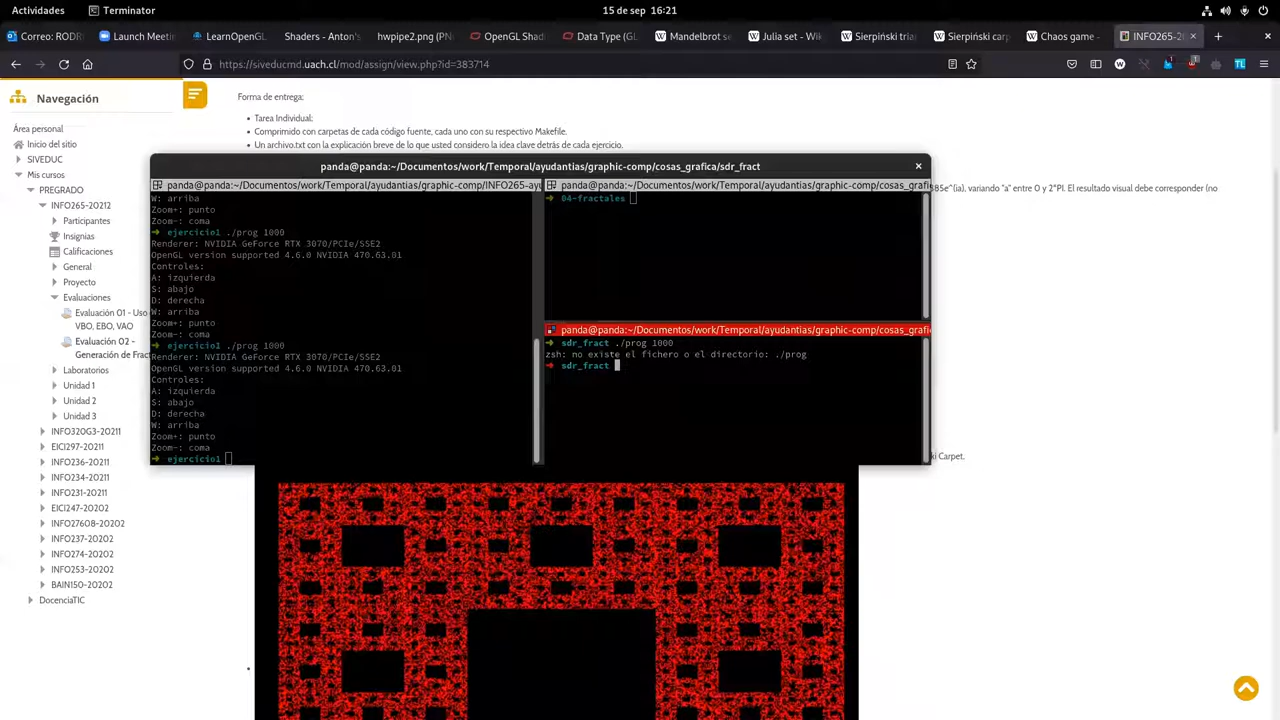 Actividades
Terminator
15 de sep 16:21
Correo: RODR
Launch Meeti
LearnOpenGL
Shaders - Anton's
hwpipe2.png (PN
OpenGL Shadi
Data Type (GL
Mandelbrot se
Julia set - Wiki
Sierpiński trian
Sierpiński carp
Chaos game -
INFO265-20
https://siveducmd.uach.cl/mod/assign/view.php?id=383714
Navegación
Área personal
Inicio del sitio
SIVEDUC
Mis cursos
PREGRADO
INFO265-20212
Participantes
Insignias
Calificaciones
General
Proyecto
Evaluaciones
Evaluación 01 - Uso
VBO, EBO, VAO
Evaluación 02 -
Generación de Frac
Laboratorios
Unidad 1
Unidad 2
Unidad 3
INFO320G3-20211
EICI297-20211
INFO236-20211
INFO234-20211
INFO231-20211
EICI247-20202
INFO27608-20202
INFO237-20202
INFO274-20202
INFO253-20202
BAIN150-20202
DocenciaTIC
Forma de entrega:
Tarea Individual:
Comprimido con carpetas de cada código fuente, cada uno con su respectivo Makefile.
Un archivo.txt con la explicación breve de lo que usted considero la idea clave detrás de cada ejercicio.
885e^(ia), variando "a" entre 0 y 2*PI. El resultado visual debe corresponder (no
ki Carpet.
panda@panda:~/Documentos/work/Temporal/ayudantias/graphic-comp/cosas_grafica/sdr_fract
panda@panda:~/Documentos/work/Temporal/ayudantias/graphic-comp/INFO265-ayu
W: arriba
Zoom+: punto
Zoom-: coma
➜ ejercicio1 ./prog 1000
Renderer: NVIDIA GeForce RTX 3070/PCIe/SSE2
OpenGL version supported 4.6.0 NVIDIA 470.63.01
Controles:
A: izquierda
S: abajo
D: derecha
W: arriba
Zoom+: punto
Zoom-: coma
➜ ejercicio1 ./prog 1000
Renderer: NVIDIA GeForce RTX 3070/PCIe/SSE2
OpenGL version supported 4.6.0 NVIDIA 470.63.01
Controles:
A: izquierda
S: abajo
D: derecha
W: arriba
Zoom+: punto
Zoom-: coma
➜ ejercicio1
panda@panda:~/Documentos/work/Temporal/ayudantias/graphic-comp/cosas_grafi
➜ 04-fractales
panda@panda:~/Documentos/work/Temporal/ayudantias/graphic-comp/cosas_grafi
➜ sdr_fract ./prog 1000
zsh: no existe el fichero o el directorio: ./prog
➜ sdr_fract